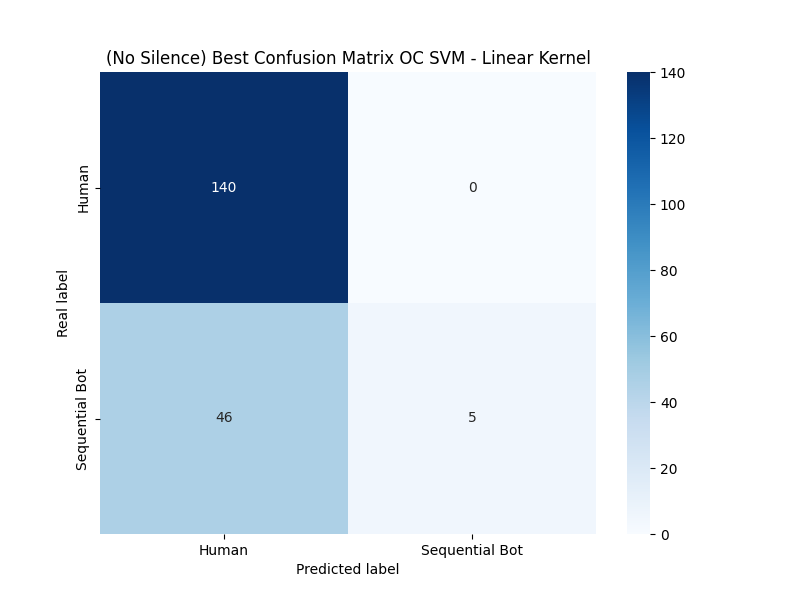 (No Silence) Best Confusion Matrix OC SVM - Linear Kernel
140
120
100
80
60
40
20
0
Real label
Human
Sequential Bot
140
0
46
5
Human
Sequential Bot
Predicted label